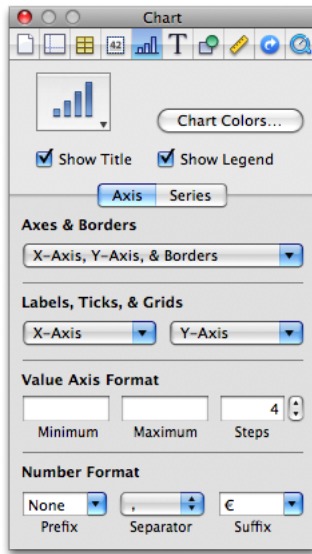 Chart
42
T
Chart Colors...
Show Title Show Legend
Axis Series
Axes & Borders
X-Axis, Y-Axis, & Borders
Labels, Ticks, & Grids
X-Axis Y-Axis
Value Axis Format
4
Minimum Maximum Steps
Number Format
None , €
Prefix Separator Suffix